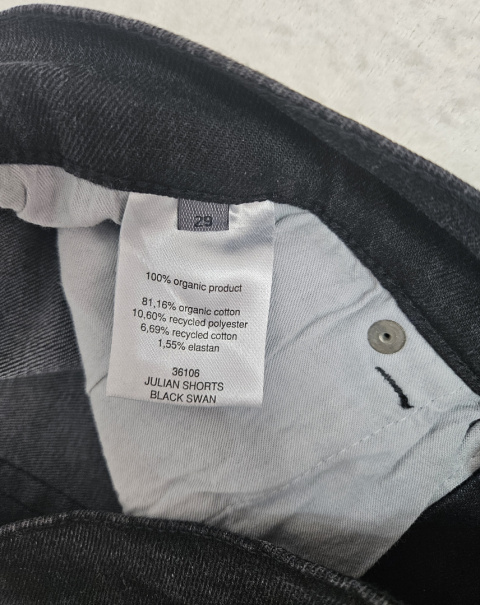 29
100% organic product
81,16% organic cotton
10,60% recycled polyester
6,69% recycled cotton
1,55% elastan
36106
JULIAN SHORTS
BLACK SWAN